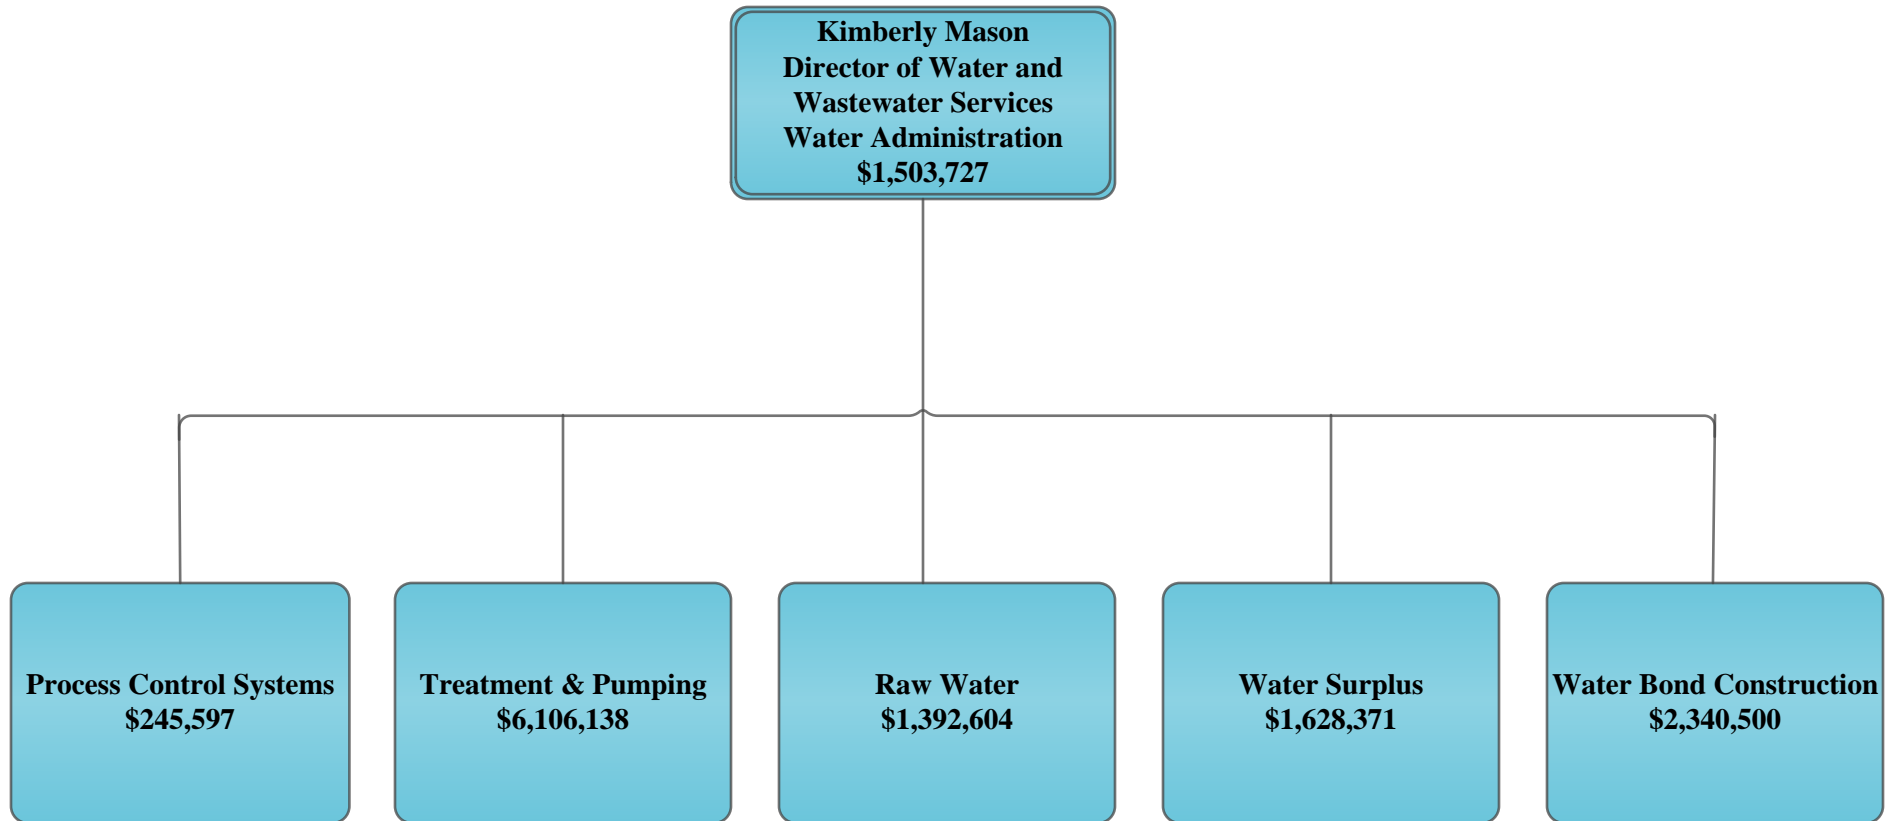 Kimberly Mason
Director of Water and
Wastewater Services
Water Administration
$1,503,727
Process Control Systems
$245,597
Treatment & Pumping
$6,106,138
Raw Water
$1,392,604
Water Surplus
$1,628,371
Water Bond Construction
$2,340,500